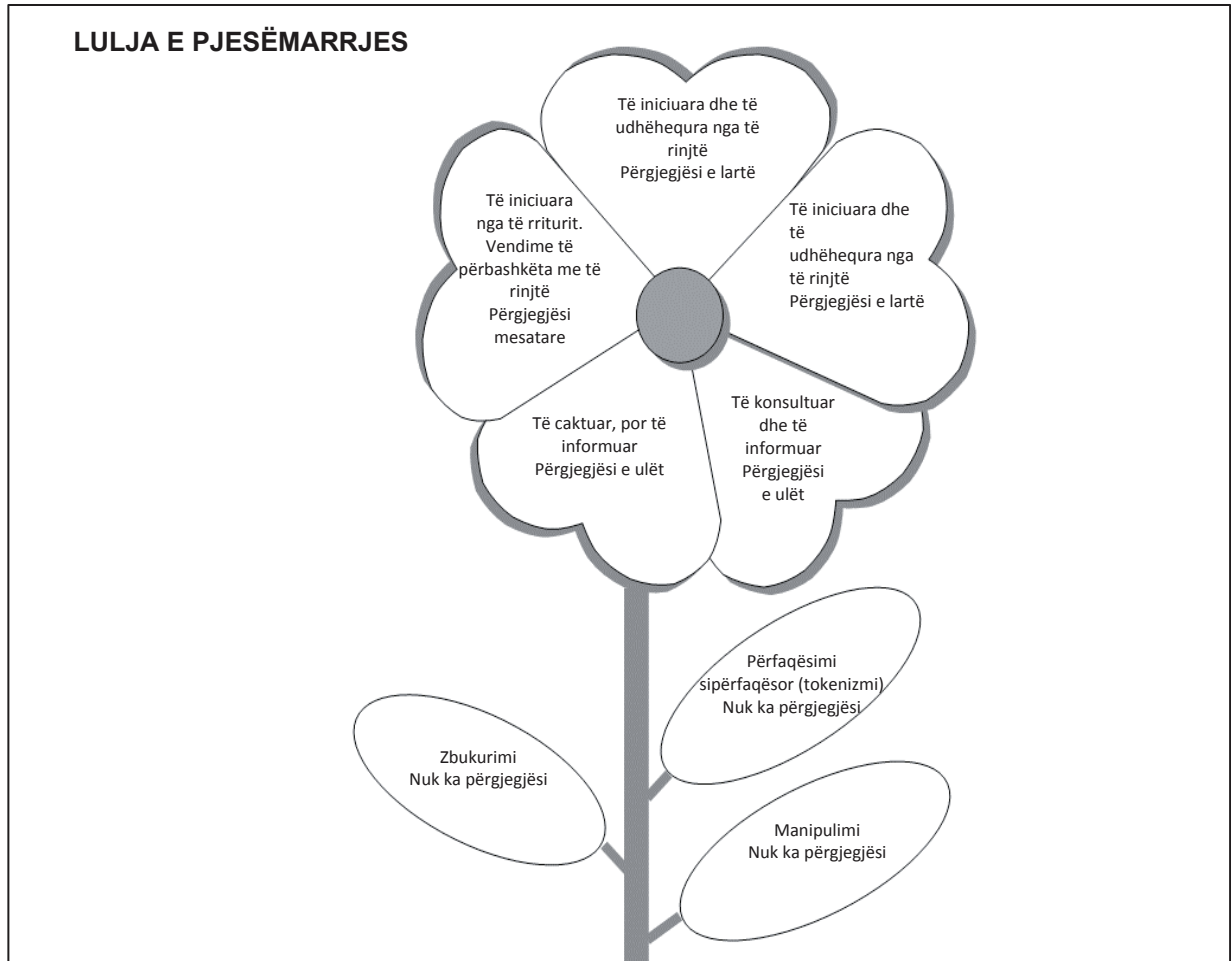 LULJA E PJESËMARRJES
Të iniciuara dhe të
udhëhequra nga të
rinjtë
Përgjegjësi e lartë
Të iniciuara
nga të rriturit.
Vendime të
përbashkëta me të
rinjtë
Përgjegjësi
mesatare
Të iniciuara dhe
të
udhëhequra nga
të rinjtë
Përgjegjësi e lartë
Të caktuar, por të
informuar
Përgjegjësi e ulët
Të konsultuar
dhe të
informuar
Përgjegjësi
e ulët
Përfaqësimi
sipërfaqësor (tokenizmi)
Nuk ka përgjegjësi
Zbukurimi
Nuk ka përgjegjësi
Manipulimi
Nuk ka përgjegjësi